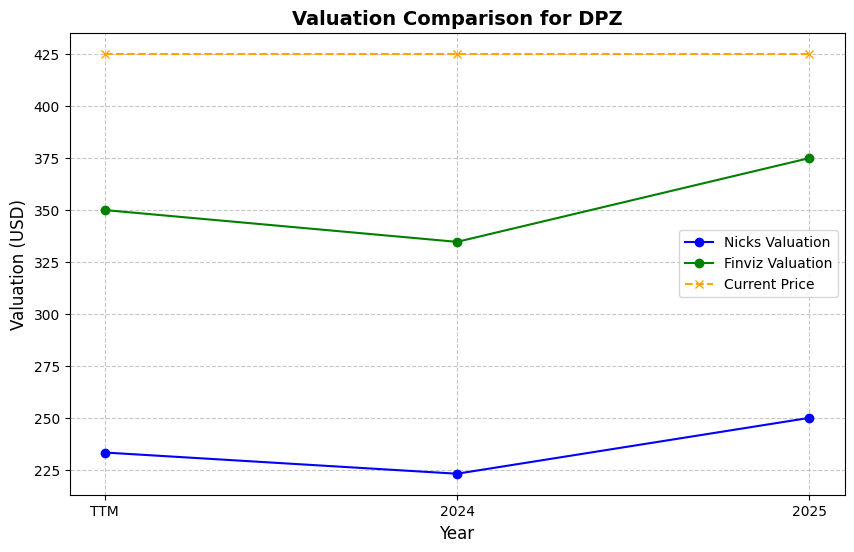 Valuation Comparison for DPZ
Valuation (USD)
425
400
375
350
325
300
275
250
225
Nicks Valuation
Finviz Valuation
Current Price
TTM
2024
2025
Year